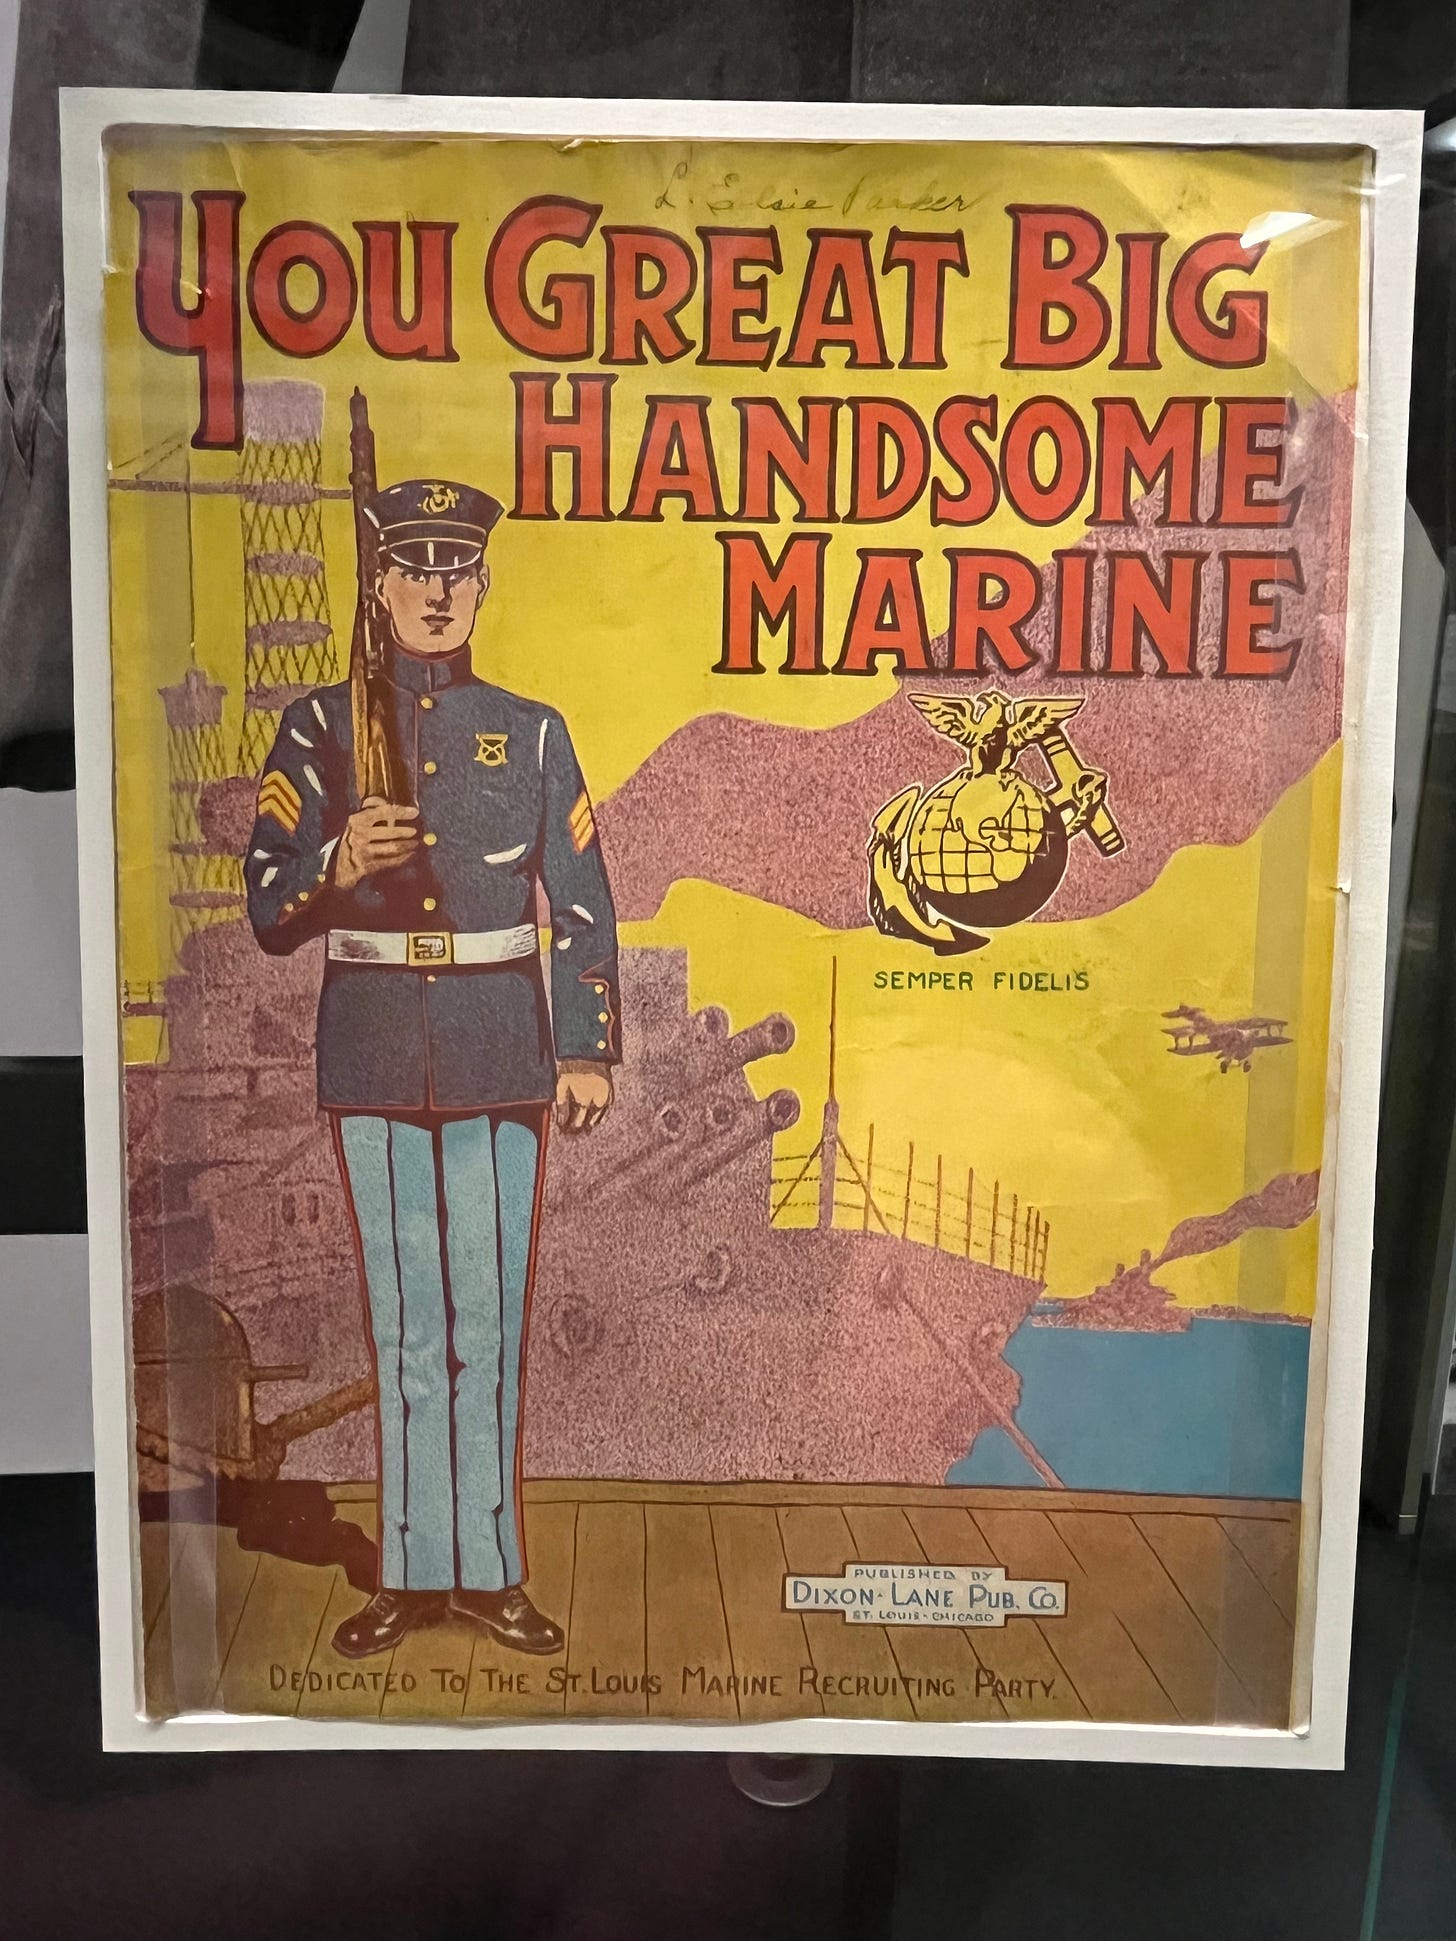 L. Elsie Parker
YOU GREAT BIG
HANDSOME
MARINE
SEMPER FIDELIS
PUBLISHED BY
DIXON-LANE PUB. CO.
ST. LOUIS - CHICAGO
DEDICATED TO THE ST. LOUIS MARINE RECRUITING PARTY.